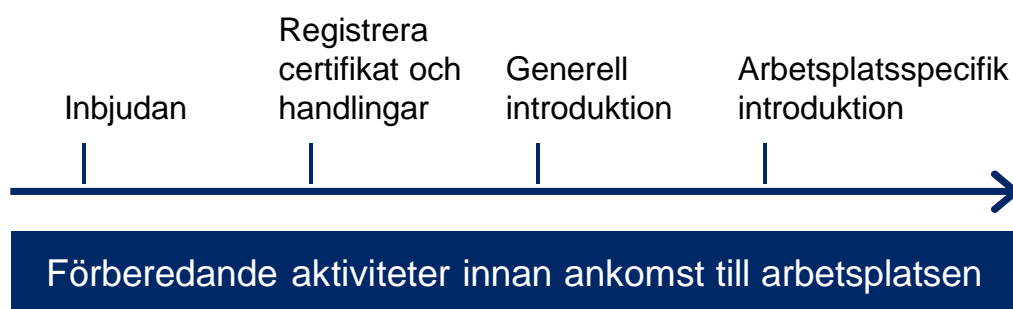 Inbjudan
Registrera
certifikat och
handlingar
Generell
introduktion
Arbetsplatsspecifik
introduktion
Förberedande aktiviteter innan ankomst till arbetsplatsen